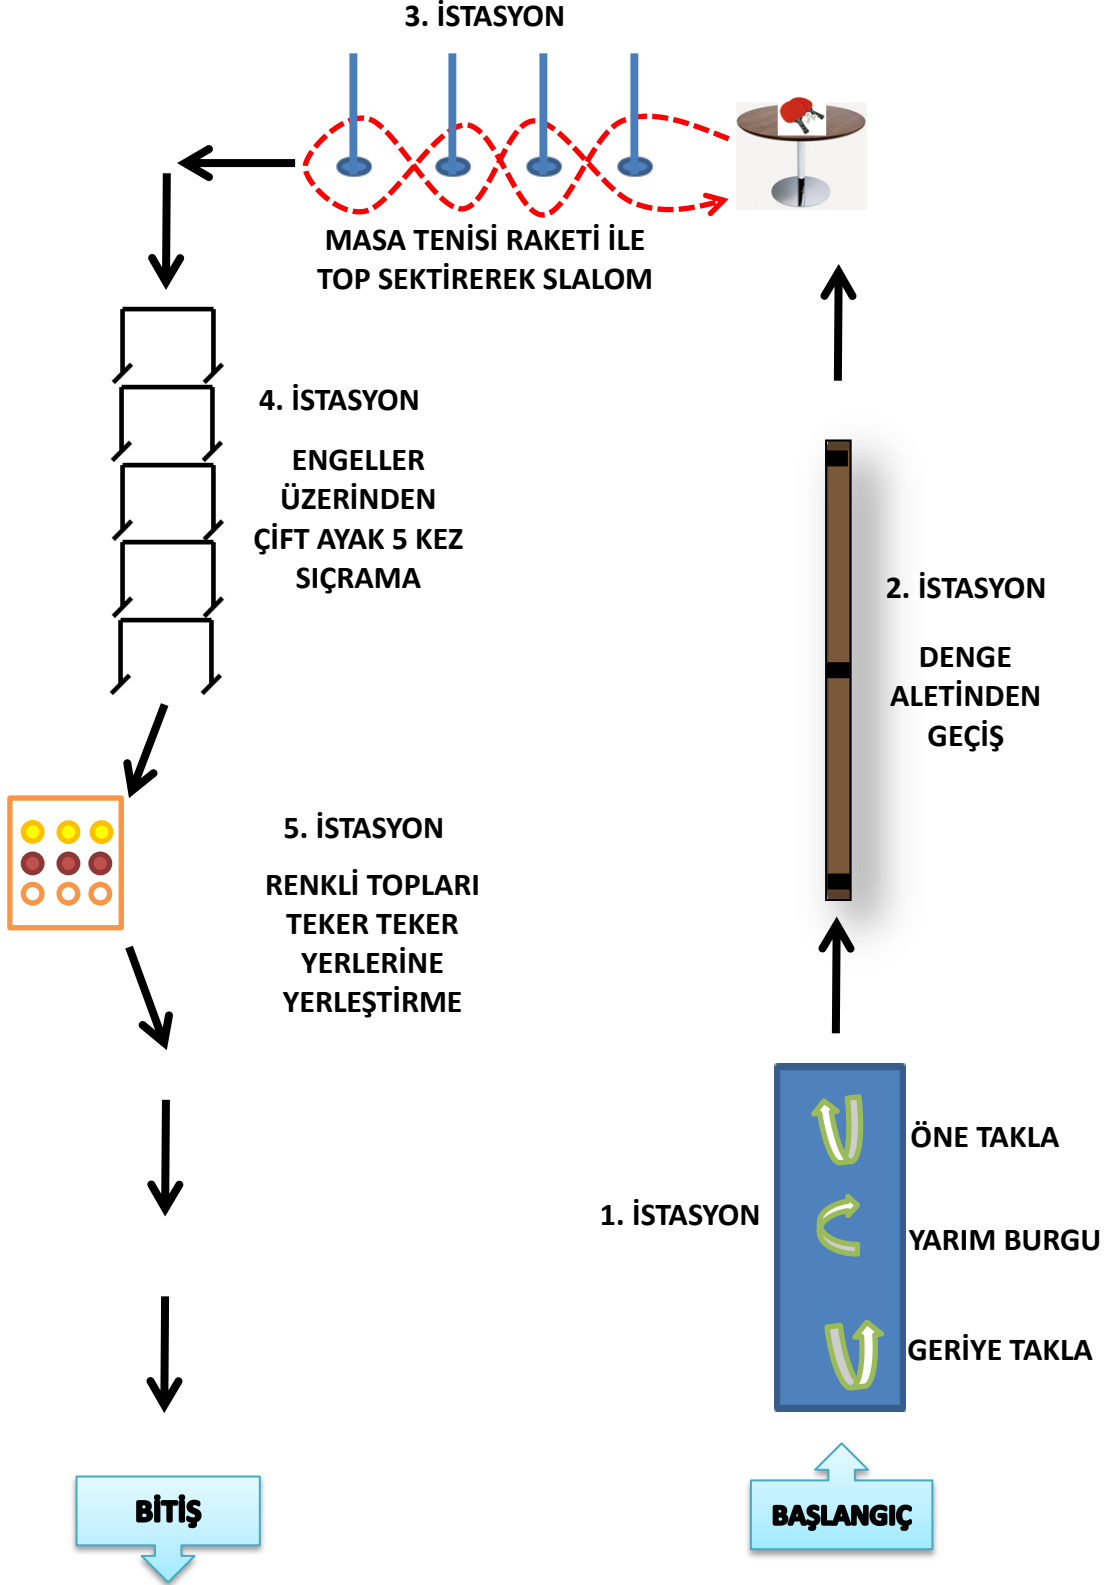 3. İSTASYON
MASA TENİSİ RAKETİ İLE
TOP SEKTİREREK SLALOM
4. İSTASYON
ENGELLER
ÜZERİNDEN
ÇİFT AYAK 5 KEZ
SIÇRAMA
2. İSTASYON
DENGE
ALETİNDEN
GEÇİŞ
5. İSTASYON
RENKLİ TOPLARI
TEKER TEKER
YERLERİNE
YERLEŞTİRME
1. İSTASYON
ÖNE TAKLA
YARIM BURGU
GERİYE TAKLA
BİTİŞ
BAŞLANGIÇ